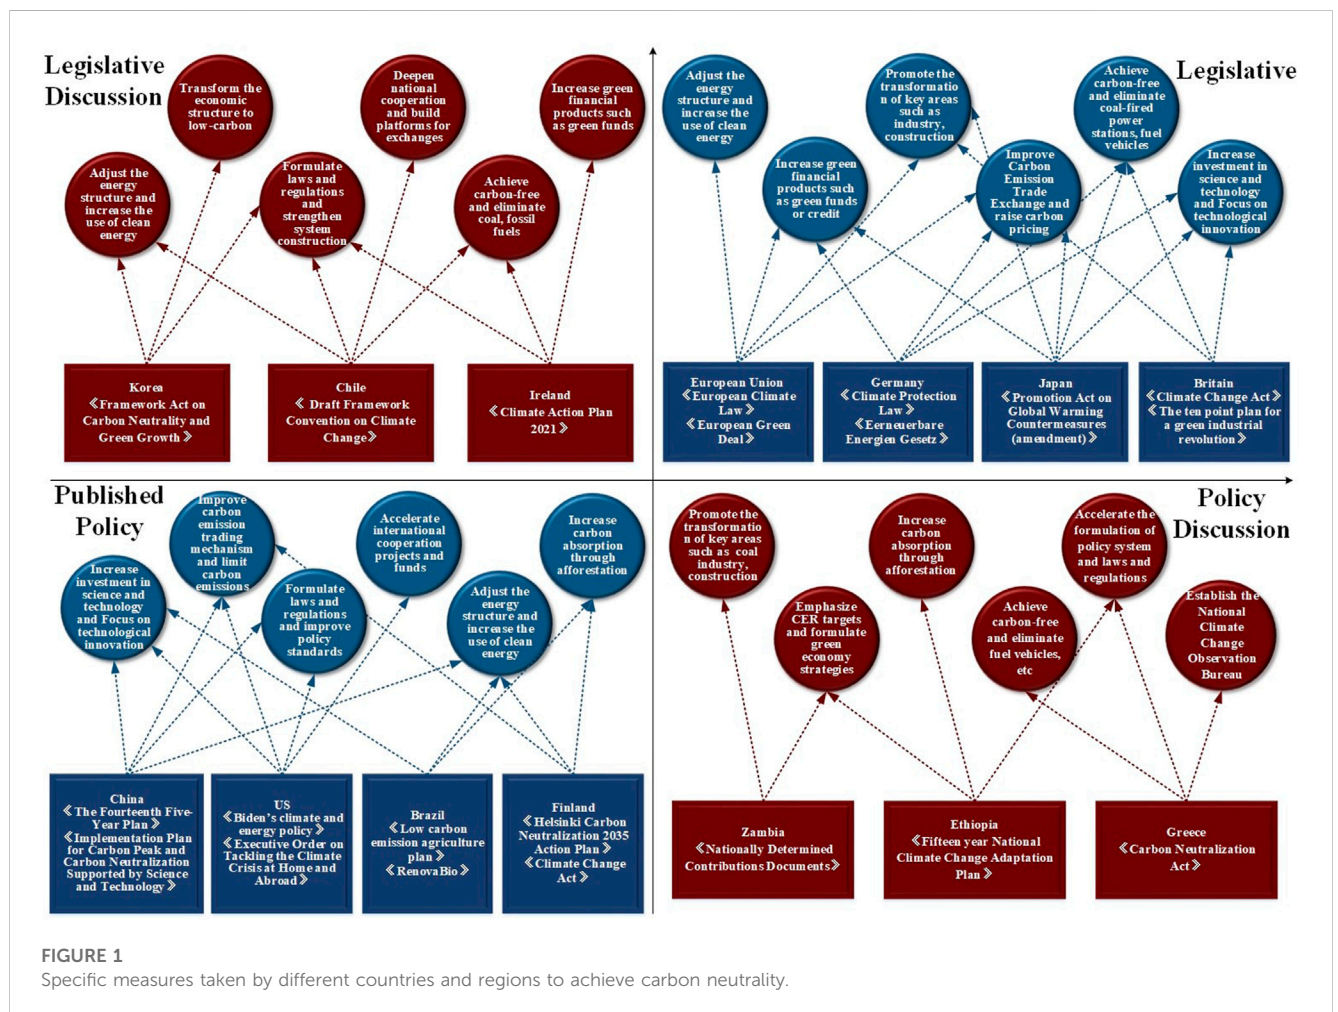 Legislative
Discussion
Transform the
economic
structure to
low-carbon
Deepen
national
cooperation
and build
platforms for
exchanges
Increase green
financial
products such
as green funds
Adjust the
energy
structure and
increase the
use of clean
energy
Formulate
laws and
regulations
and
strengthen
system
construction
Achieve
carbon-free
and eliminate
coal, fossil
fuels
Korea
《Framework Act on
Carbon Neutrality and
Green Growth》
Chile
《 Draft Framework
Convention on Climate
Change》
Ireland
《Climate Action Plan
2021》
Legislative
Adjust the
energy
structure and
increase the
use of clean
energy
Promote the
transformatio
n of key areas
such as
industry,
construction
Achieve
carbon-free
and eliminate
coal-fired
power
stations, fuel
vehicles
Increase green
financial
products such
as green funds
or credit
Improve
Carbon
Emission
Trade
Exchange and
raise carbon
pricing
Increase
investment in
science and
technology
and Focus on
technological
innovation
European Union
《European Climate
Law》
《European Green
Deal》
Germany
《Climate Protection
Law》
《Eerneuerbare
Energien Gesetz》
Japan
《Promotion Act on
Global Warming
Countermeasures
(amendment)》
Britain
《Climate Change Act》
《The ten point plan for
a green industrial
revolution》
Published
Policy
Improve
carbon
emission
trading
mechanism
and limit
carbon
emissions
Accelerate
international
cooperation
projects and
funds
Increase
carbon
absorption
through
afforestation
Increase
investment in
science and
technology
and Focus on
technological
innovation
Formulate
laws and
regulations
and improve
policy
standards
Adjust the
energy
structure and
increase the
use of clean
energy
China
《The Fourteenth Five-
Year Plan》
《Implementation Plan
for Carbon Peak and
Carbon Neutralization
Supported by Science
and Technology》
US
《Biden’s climate and
energy policy》
《Executive Order on
Tackling the Climate
Crisis at Home and
Abroad》
Brazil
《Low carbon
emission agriculture
plan》
《RenovaBio》
Finland
《Helsinki Carbon
Neutralization 2035
Action Plan》
《Climate Change
Act》
Policy
Discussion
Promote the
transformatio
n of key areas
such as coal
industry,
construction
Increase
carbon
absorption
through
afforestation
Accelerate the
formulation of
policy system
and laws and
regulations
Emphasize
CER targets
and formulate
green
economy
strategies
Achieve
carbon-free
and eliminate
fuel vehicles,
etc
Establish the
National
Climate
Change
Observation
Bureau
Zambia
《Nationally Determined
Contributions Documents》
Ethiopia
《Fifteen year National
Climate Change Adaptation
Plan》
Greece
《Carbon Neutralization
Act》
FIGURE 1
Specific measures taken by different countries and regions to achieve carbon neutrality.